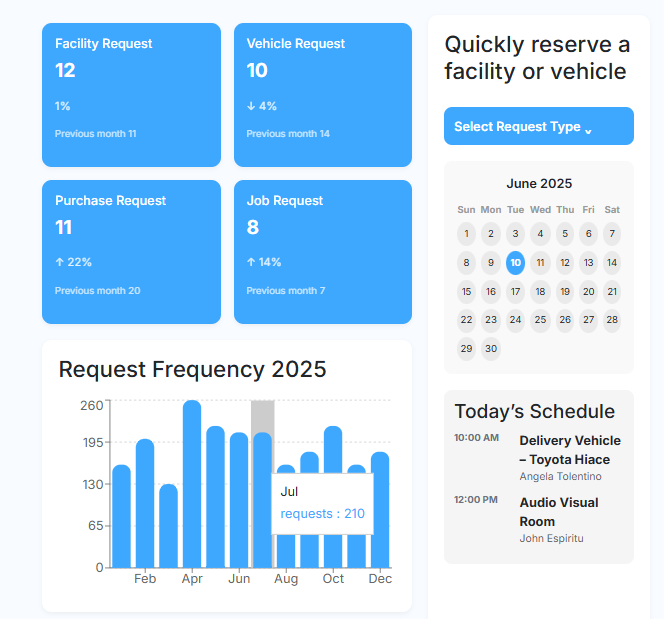 Facility Request
12
1%
Previous month 11
Vehicle Request
10
↓ 4%
Previous month 14
Purchase Request
11
↑ 22%
Previous month 20
Job Request
8
↑ 14%
Previous month 7
Request Frequency 2025
260
195
130
65
0
Feb Apr Jun Aug Oct Dec
Jul
requests : 210
Quickly reserve a
facility or vehicle
Select Request Type
June 2025
Sun Mon Tue Wed Thu Fri Sat
1 2 3 4 5 6 7
8 9 10 11 12 13 14
15 16 17 18 19 20 21
22 23 24 25 26 27 28
29 30
Today’s Schedule
10:00 AM Delivery Vehicle
– Toyota Hiace
Angela Tolentino
12:00 PM Audio Visual
Room
John Espiritu